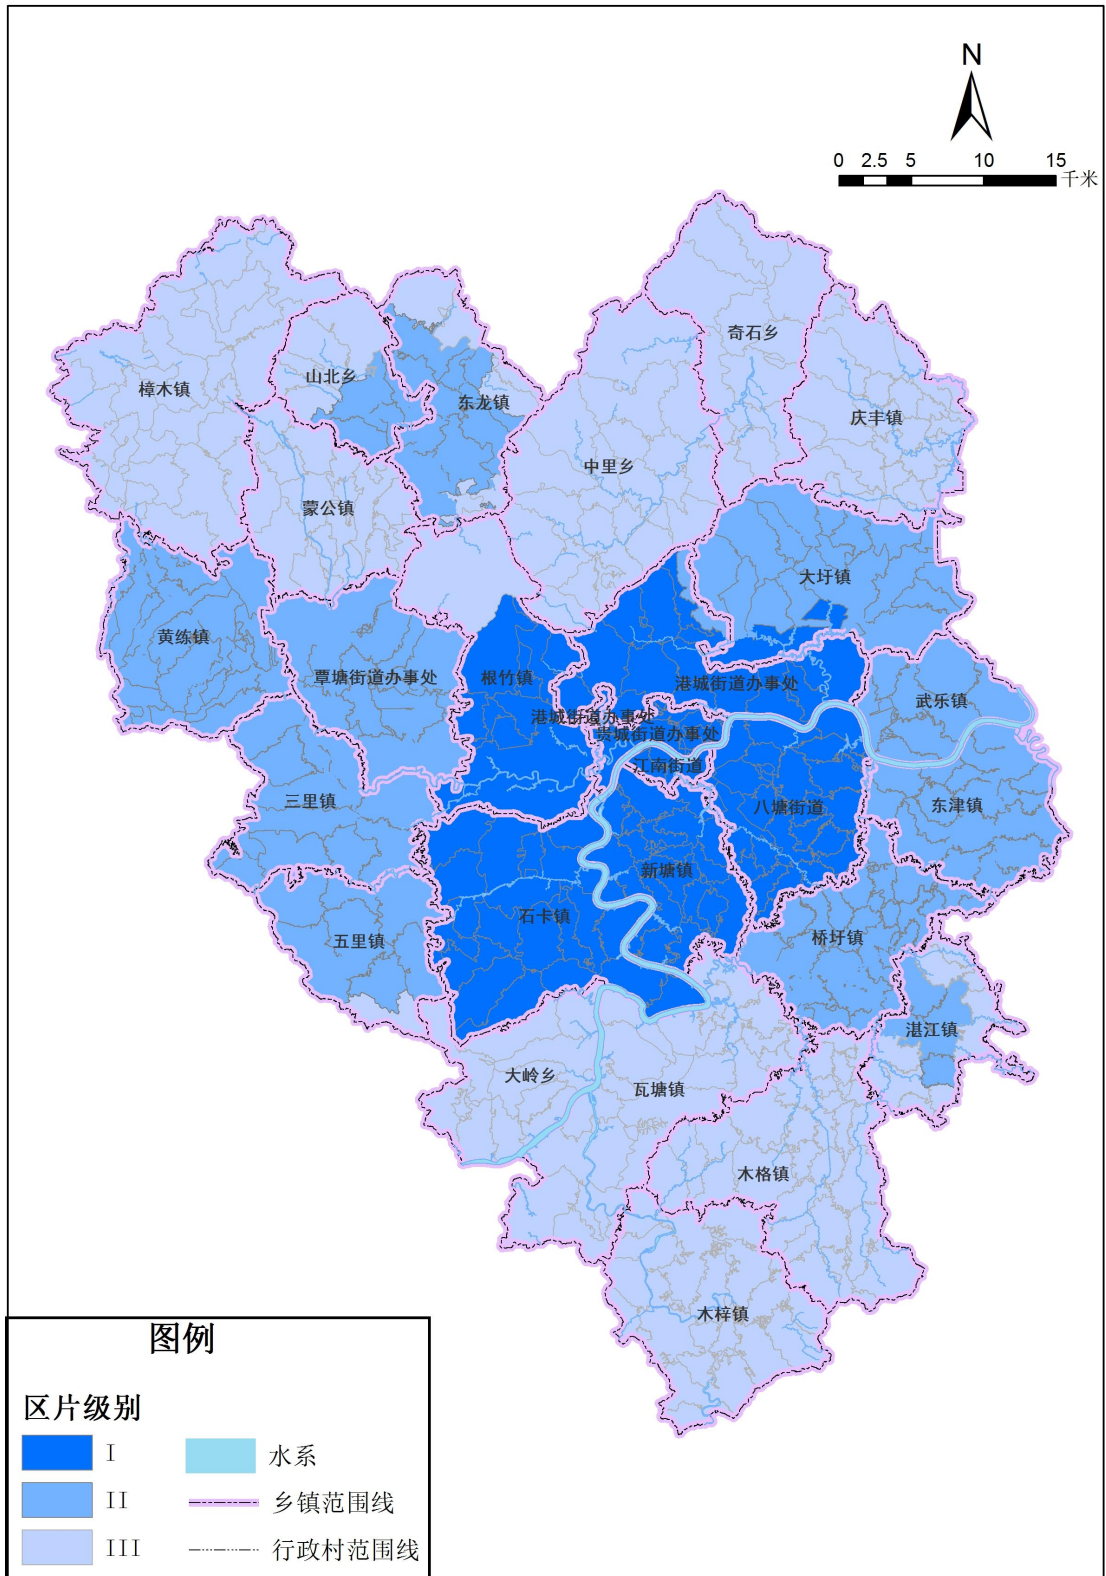 N
0 2.5 5 10 15
千米
奇石乡
山北乡
樟木镇
东龙镇
庆丰镇
中里乡
蒙公镇
大圩镇
黄练镇
覃塘街道办事处
根竹镇
港城街道办事处
武乐镇
港城街道办事处
贵城街道办事处
江南街道
三里镇
八塘街道
东津镇
新塘镇
石卡镇
五里镇
桥圩镇
湛江镇
大岭乡
瓦塘镇
木格镇
木梓镇
图例
区片级别
I
水系
II
乡镇范围线
III
行政村范围线